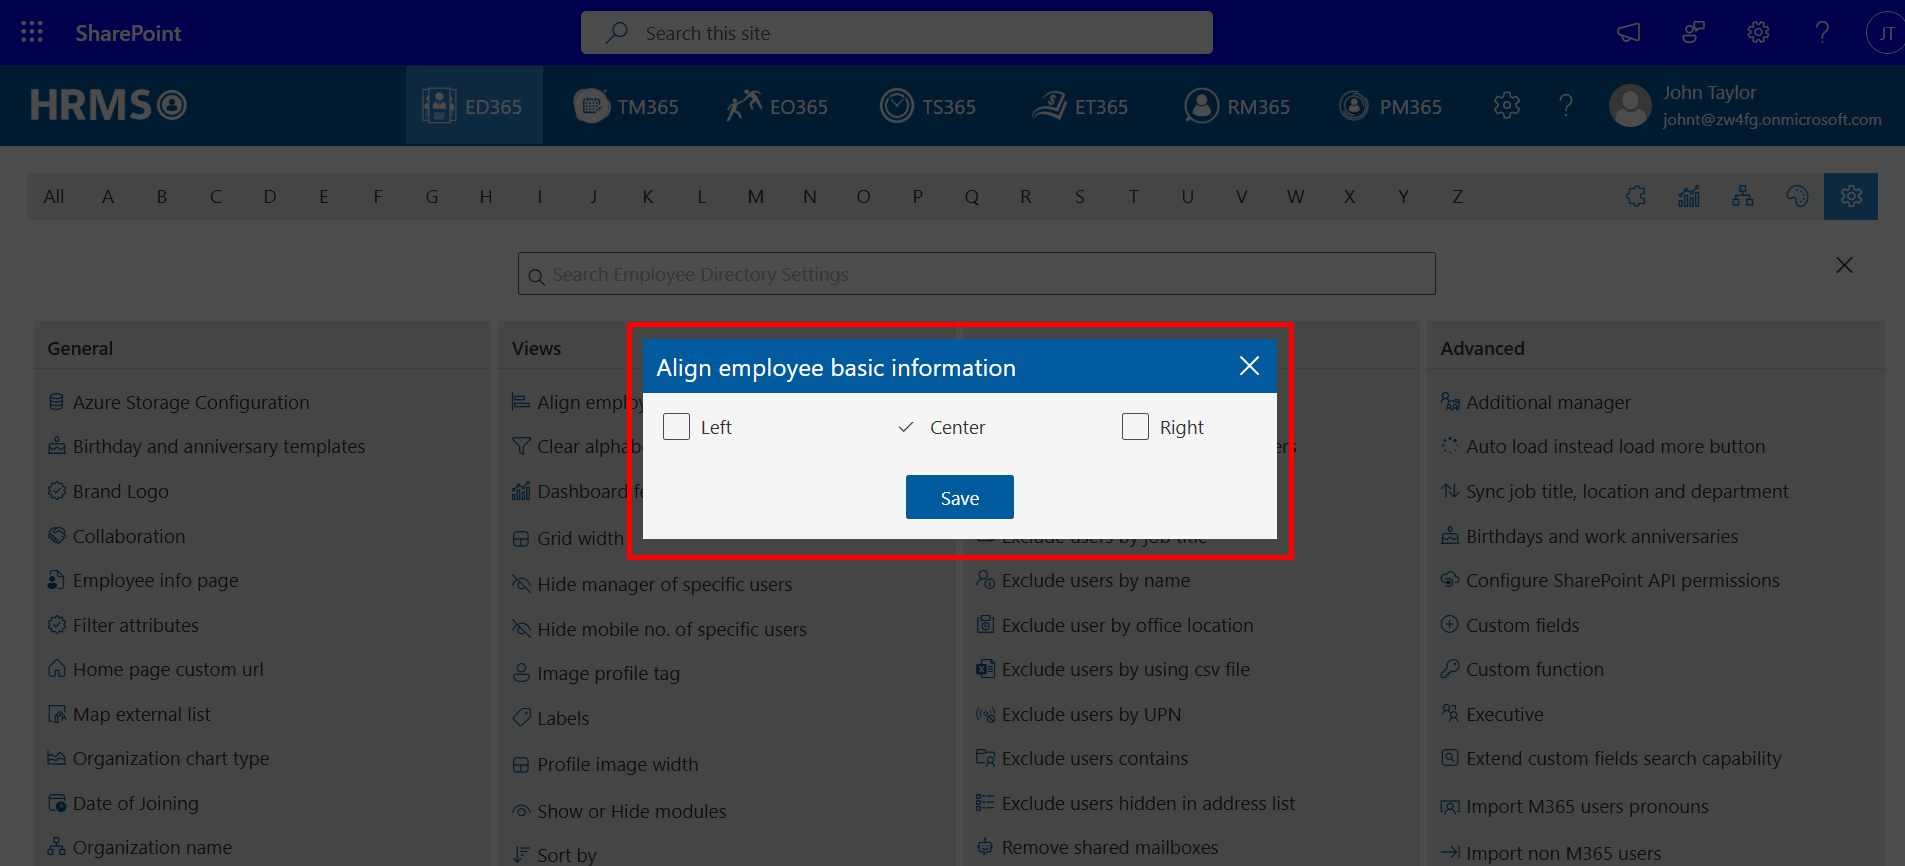 SharePoint
Search this site
JT
HRMS
ED365
TM365
EO365
TS365
ET365
RM365
PM365
John Taylor
johnt@zw4fg.onmicrosoft.com
All A B C D E F G H I J K L M N O P Q R S T U V W X Y Z
Search Employee Directory Settings
General
Azure Storage Configuration
Birthday and anniversary templates
Brand Logo
Collaboration
Employee info page
Filter attributes
Home page custom url
Map external list
Organization chart type
Date of Joining
Organization name
Views
Align
Clear
Dashboard
Grid width
Hide manager of specific users
Hide mobile no. of specific users
Image profile tag
Labels
Profile image width
Show or Hide modules
Sort by
Align employee basic information
Left
Center
Right
Save
Exclude users by job title
Exclude users by name
Exclude user by office location
Exclude users by using csv file
Exclude users by UPN
Exclude users contains
Exclude users hidden in address list
Remove shared mailboxes
Advanced
Additional manager
Auto load instead load more button
Sync job title, location and department
Birthdays and work anniversaries
Configure SharePoint API permissions
Custom fields
Custom function
Executive
Extend custom fields search capability
Import M365 users pronouns
Import non M365 users